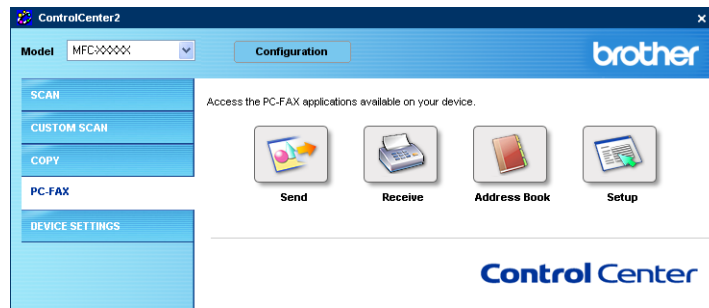 ControlCenter2
Model MFC-XXXX Configuration brother
SCAN
CUSTOM SCAN
COPY
PC-FAX
DEVICE SETTINGS
Access the PC-FAX applications available on your device.
Send Receive Address Book Setup
Control Center